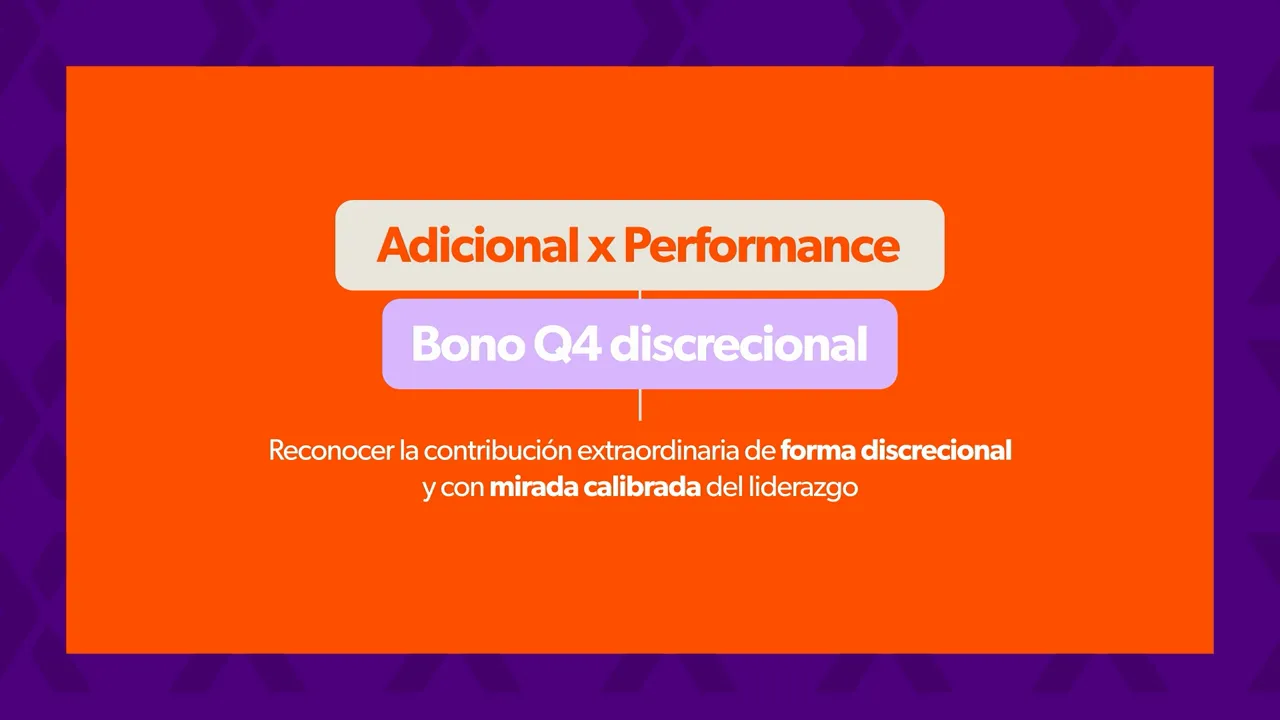 Adicional x Performance
Bono Q4 discrecional
Reconocer la contribución extraordinaria de forma discrecional
y con mirada calibrada del liderazgo